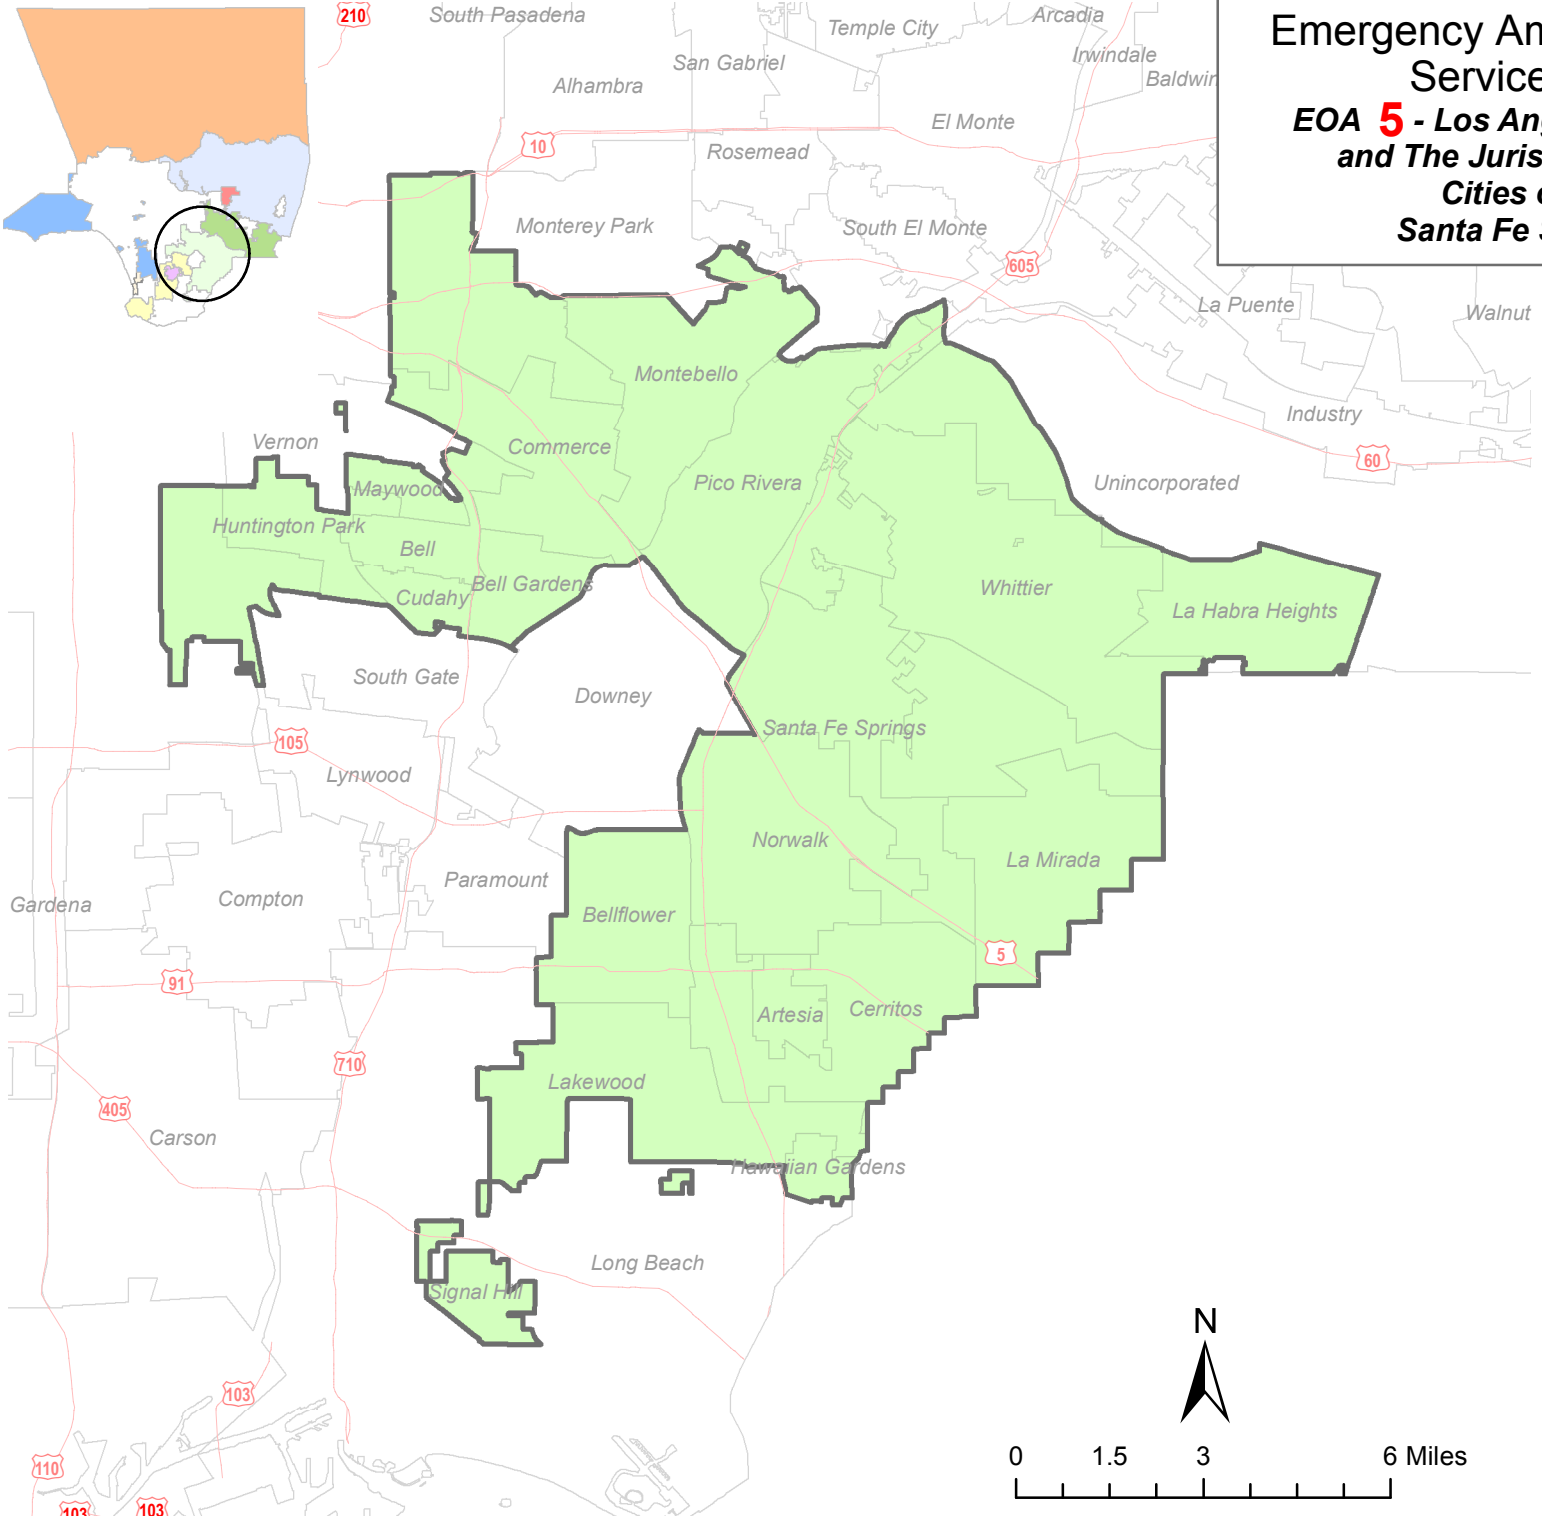 210
South Pasadena
Temple City
Arcadia
Emergency
Service
EOA 5 - Los
and The
Cities
Santa Fe
San Gabriel
Irwindale
Alhambra
El Monte
10
Rosemead
Monterey Park
South El Monte
605
La Puente
Walnut
Montebello
Industry
Vernon
Commerce
60
Pico Rivera
Unincorporated
Maywood
Huntington Park
Bell
Bell Gardens
Cudahy
Whittier
La Habra Heights
South Gate
Downey
Santa Fe Springs
105
Lynwood
Norwalk
La Mirada
Paramount
Gardena
Compton
Bellflower
5
91
Artesia
Cerritos
710
Lakewood
405
Carson
Hawaiian Gardens
Long Beach
Signal Hill
N
103
0 1.5 3 6 Miles
110
103
103